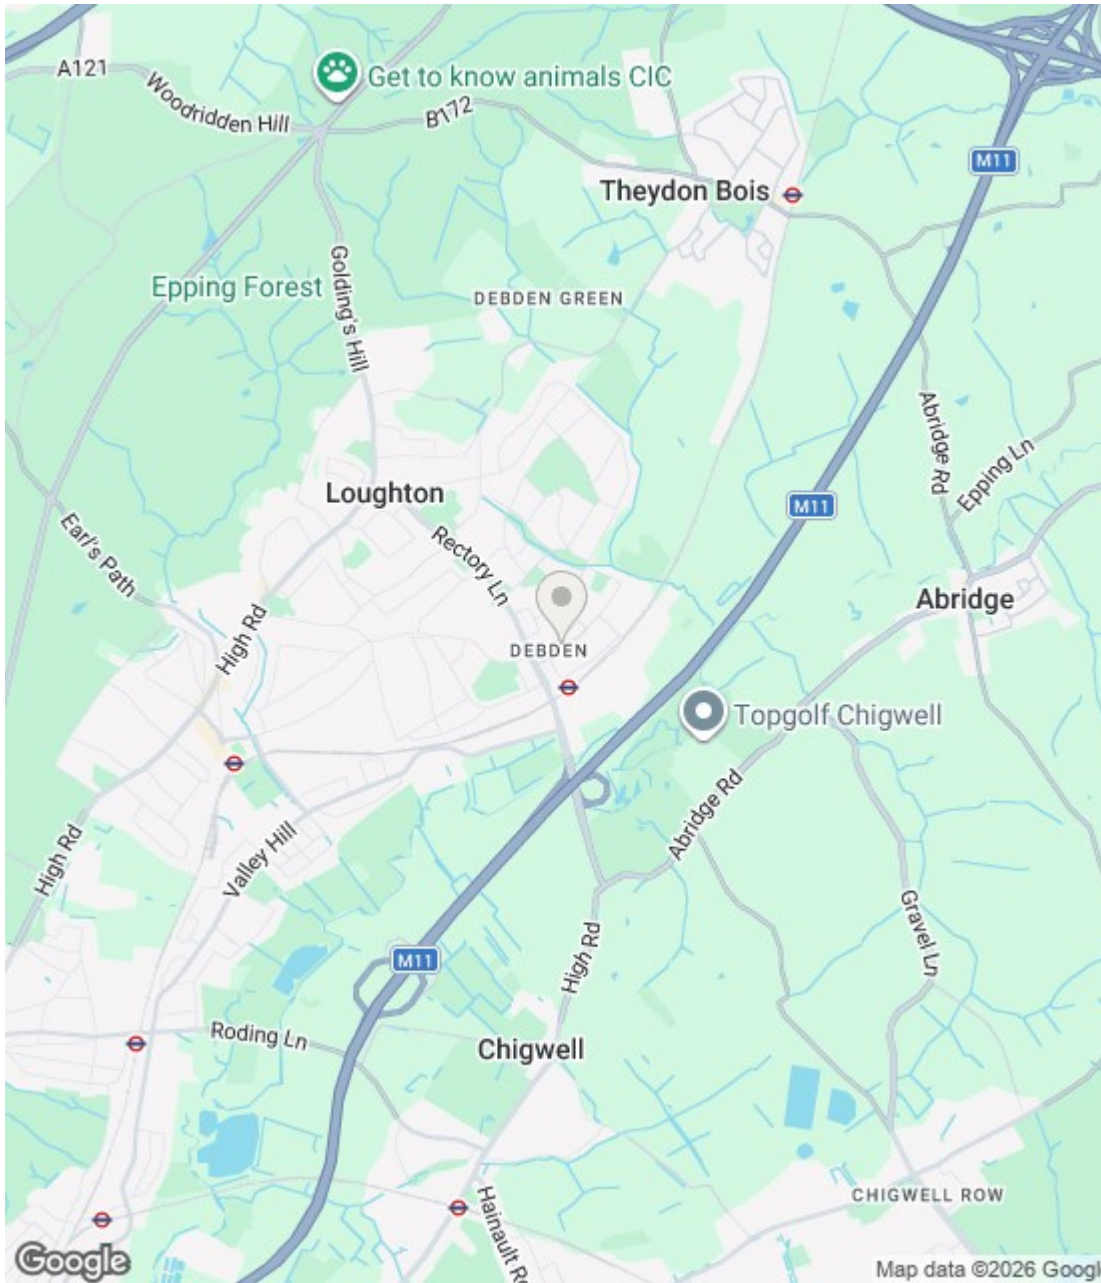 A121
Get to know animals CIC
Woodridden Hill
B172
M11
Theydon Bois
Golding's Hill
Epping Forest
DEBDEN GREEN
Abridge Rd
Epping Ln
Loughton
M11
Earl's Path
Rectory Ln
Abridge
High Rd
DEBDEN
Topgolf Chigwell
Abridge Rd
Valley Hill
High Rd
Gravel Ln
High Rd
M11
Roding Ln
Chigwell
CHIGWELL ROW
Hainault Rd
Google
Map data ©2026 Googl